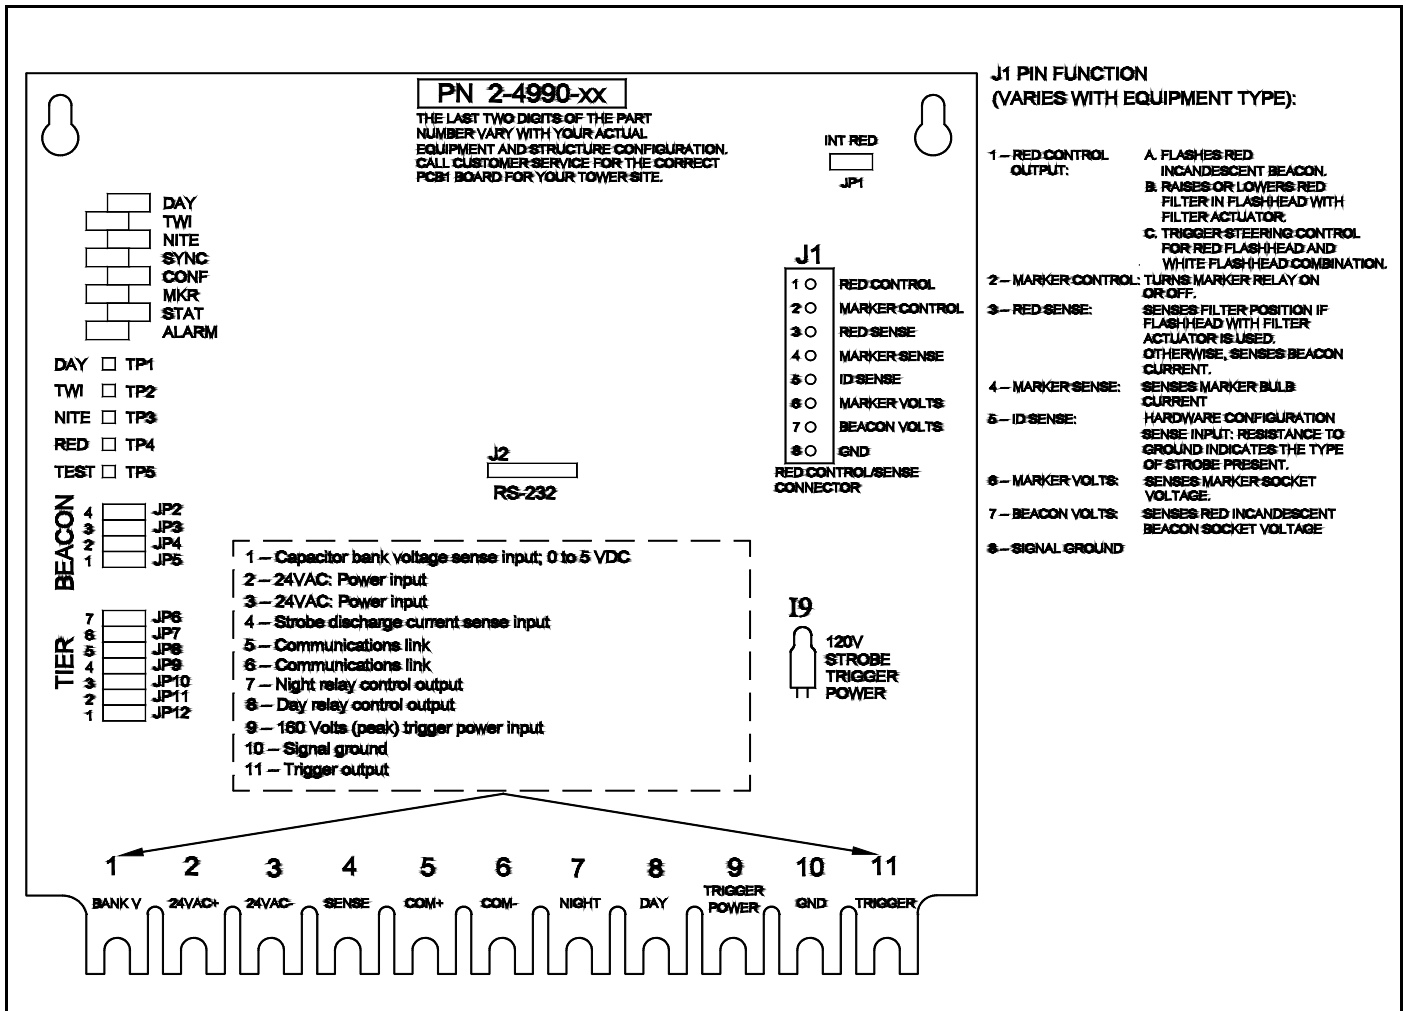 PN 2-4990-xx
THE LAST TWO DIGITS OF THE PART
NUMBER VARY WITH YOUR ACTUAL
EQUIPMENT AND STRUCTURE CONFIGURATION.
CALL CUSTOMER SERVICE FOR THE CORRECT
PCB1 BOARD FOR YOUR TOWER SITE.
INT RED
JP1
DAY
TWI
NITE
SYNC
CONF
MKR
STAT
ALARM
DAY TP1
TWI TP2
NITE TP3
RED TP4
TEST TP5
BEACON
4 JP2
3 JP3
2 JP4
1 JP5
TIER
7 JP6
6 JP7
5 JP8
4 JP9
3 JP10
2 JP11
1 JP12
J2
RS-232
J1
1 RED CONTROL
2 MARKER CONTROL
3 RED SENSE
4 MARKER SENSE
5 ID SENSE
6 MARKER VOLTS
7 BEACON VOLTS
8 GND
RED CONTROL/SENSE
CONNECTOR
1 – Capacitor bank voltage sense input; 0 to 5 VDC
2 – 24VAC: Power input
3 – 24VAC: Power input
4 – Strobe discharge current sense input
5 – Communications link
6 – Communications link
7 – Night relay control output
8 – Day relay control output
9 – 160 Volts (peak) trigger power input
10 – Signal ground
11 – Trigger output
I9
120V
STROBE
TRIGGER
POWER
1 2 3 4 5 6 7 8 9 10 11
BANK V 24VAC+ 24VAC- SENSE COM+ COM- NIGHT DAY TRIGGER
POWER GND TRIGGER
J1 PIN FUNCTION
(VARIES WITH EQUIPMENT TYPE):
1 – RED CONTROL A. FLASHES RED
OUTPUT: INCANDESCENT BEACON.
B. RAISES OR LOWERS RED
FILTER IN FLASHHEAD WITH
FILTER ACTUATOR.
C. TRIGGER STEERING CONTROL
FOR RED FLASHHEAD AND
WHITE FLASHHEAD COMBINATION.
2 – MARKER CONTROL: TURNS MARKER RELAY ON
OR OFF.
3 – RED SENSE: SENSES FILTER POSITION IF
FLASHHEAD WITH FILTER
ACTUATOR IS USED.
OTHERWISE, SENSES BEACON
CURRENT.
4 – MARKER SENSE: SENSES MARKER BULB
CURRENT
5 – ID SENSE: HARDWARE CONFIGURATION
SENSE INPUT: RESISTANCE TO
GROUND INDICATES THE TYPE
OF STROBE PRESENT.
6 – MARKER VOLTS: SENSES MARKER SOCKET
VOLTAGE.
7 – BEACON VOLTS: SENSES RED INCANDESCENT
BEACON SOCKET VOLTAGE
8 – SIGNAL GROUND